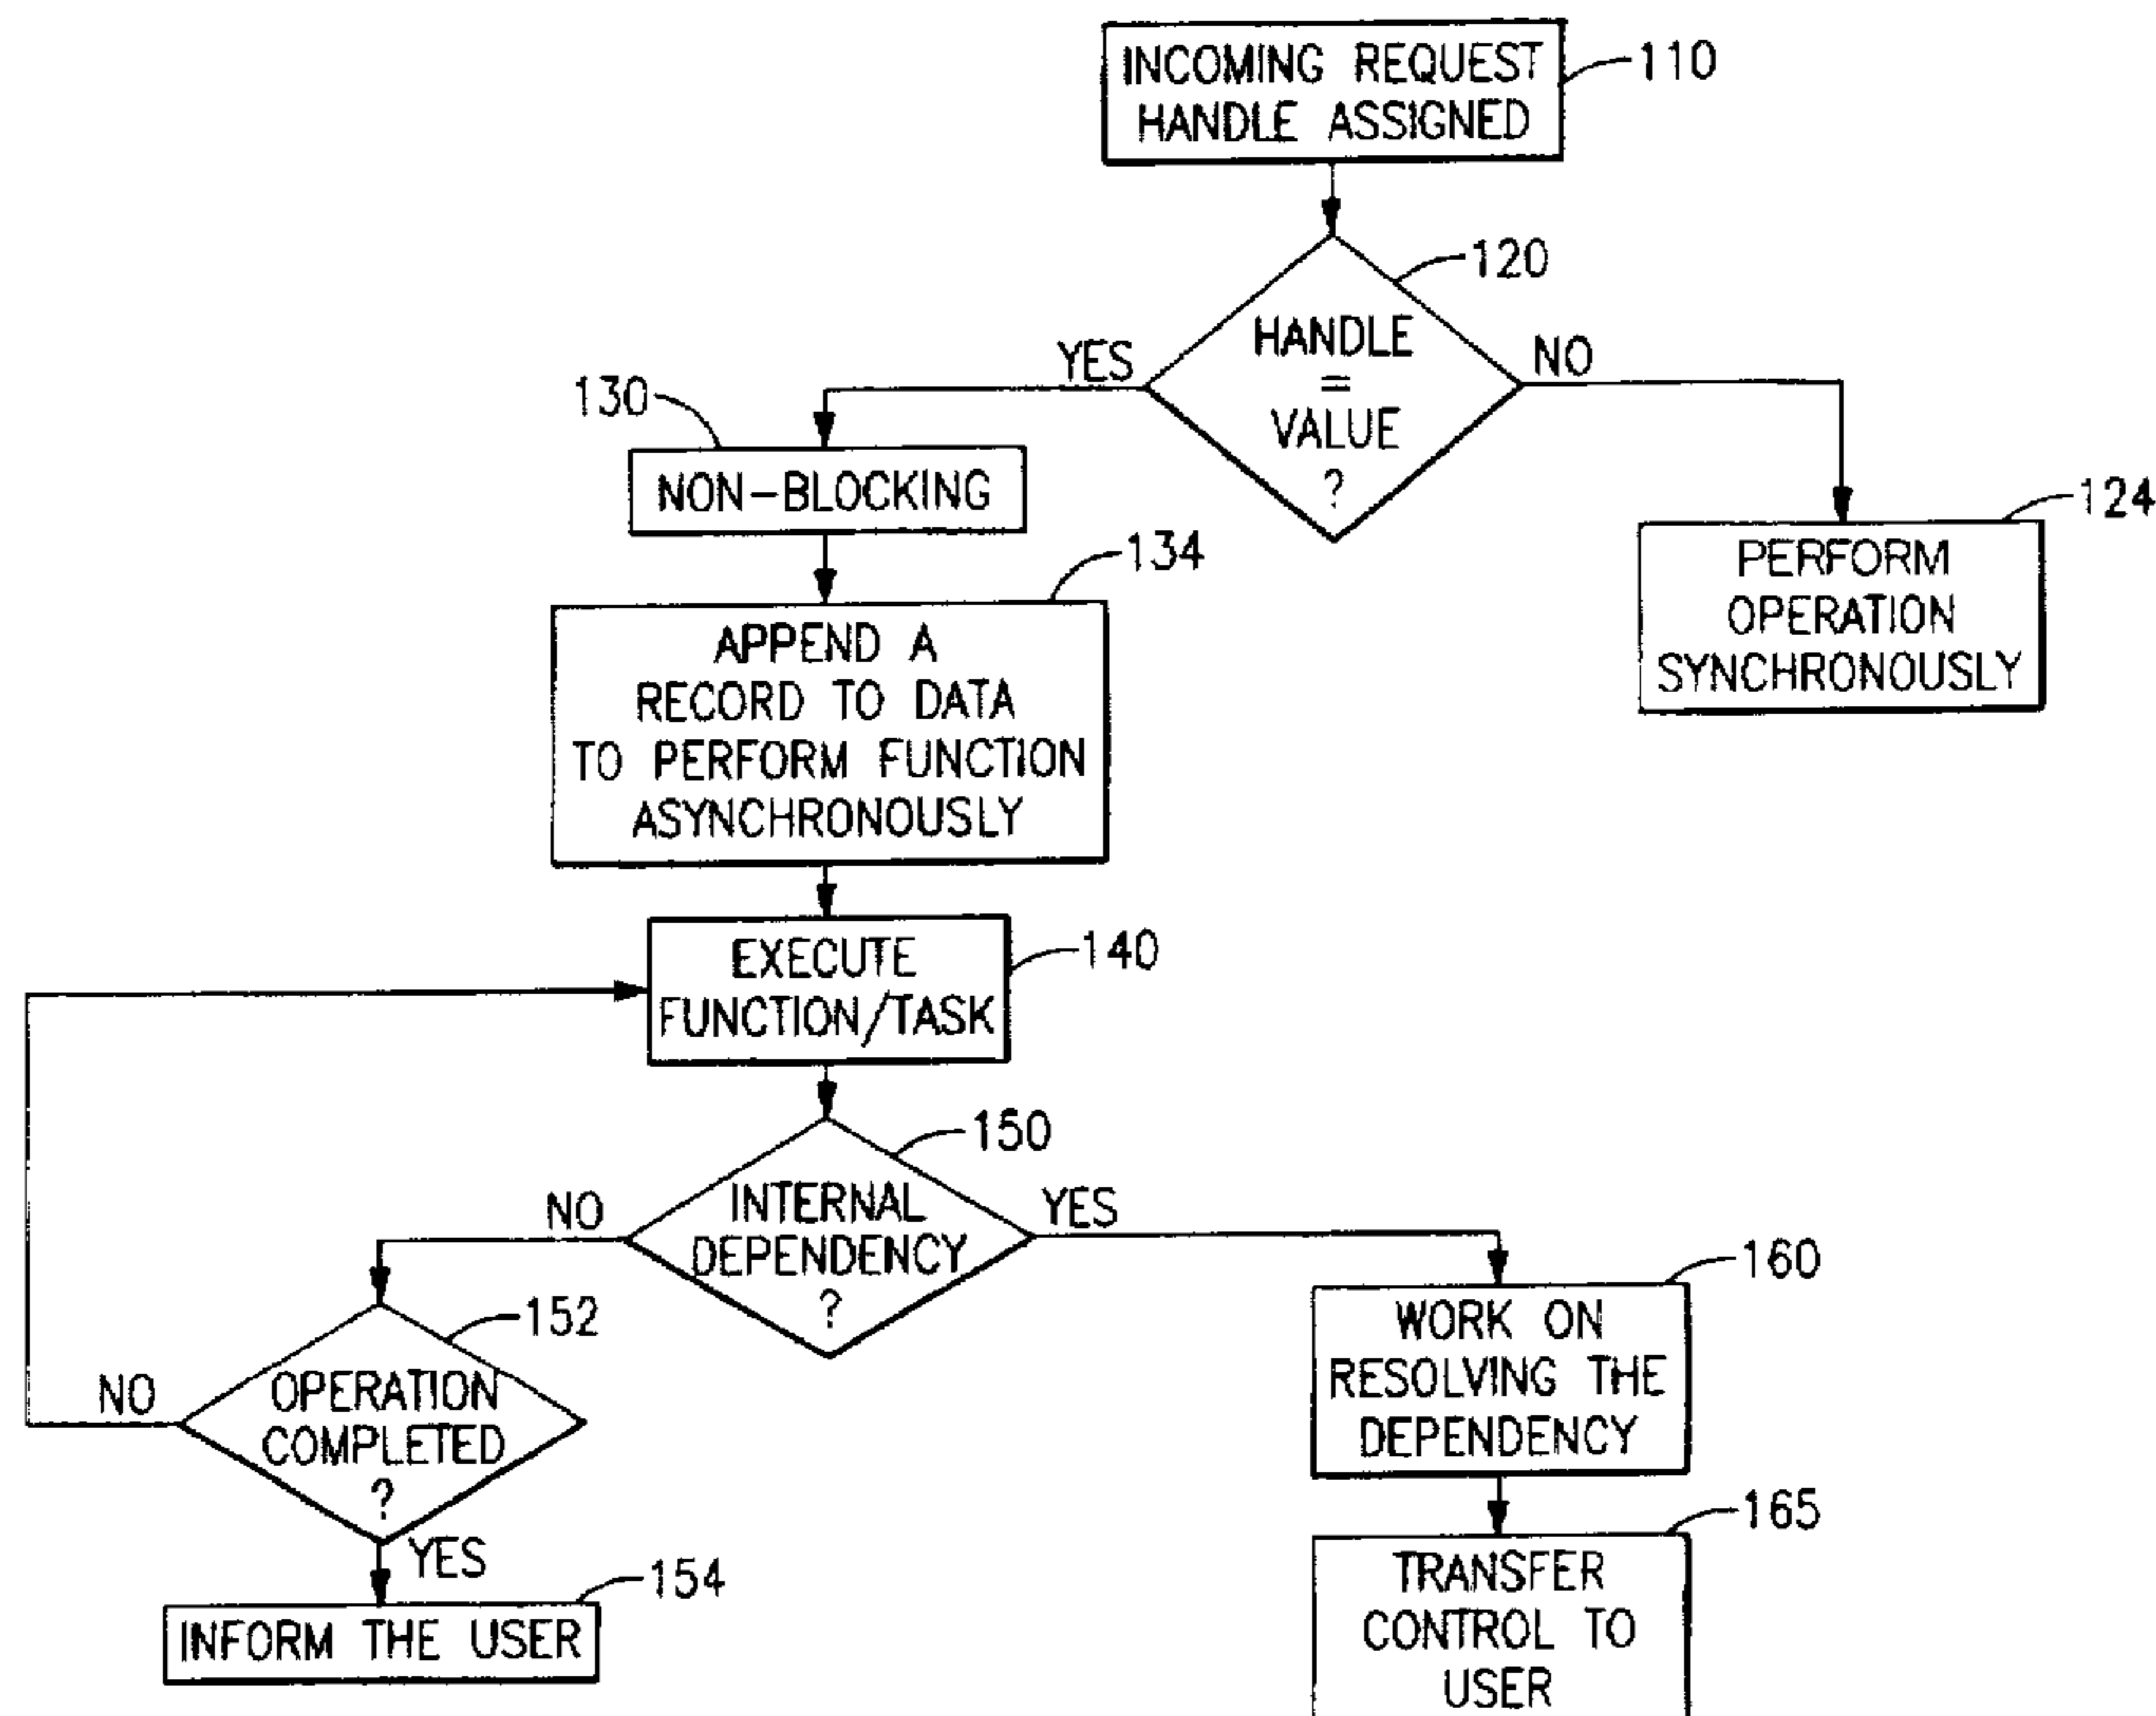 INCOMING REQUEST
HANDLE ASSIGNED
110
120
HANDLE
=
VALUE
?
YES
NO
130
NON-BLOCKING
124
PERFORM
OPERATION
SYNCHRONOUSLY
134
APPEND A
RECORD TO DATA
TO PERFORM FUNCTION
ASYNCHRONOUSLY
140
EXECUTE
FUNCTION/TASK
150
INTERNAL
DEPENDENCY
?
NO
YES
152
OPERATION
COMPLETED
?
NO
YES
154
INFORM THE USER
160
WORK ON
RESOLVING THE
DEPENDENCY
165
TRANSFER
CONTROL TO
USER